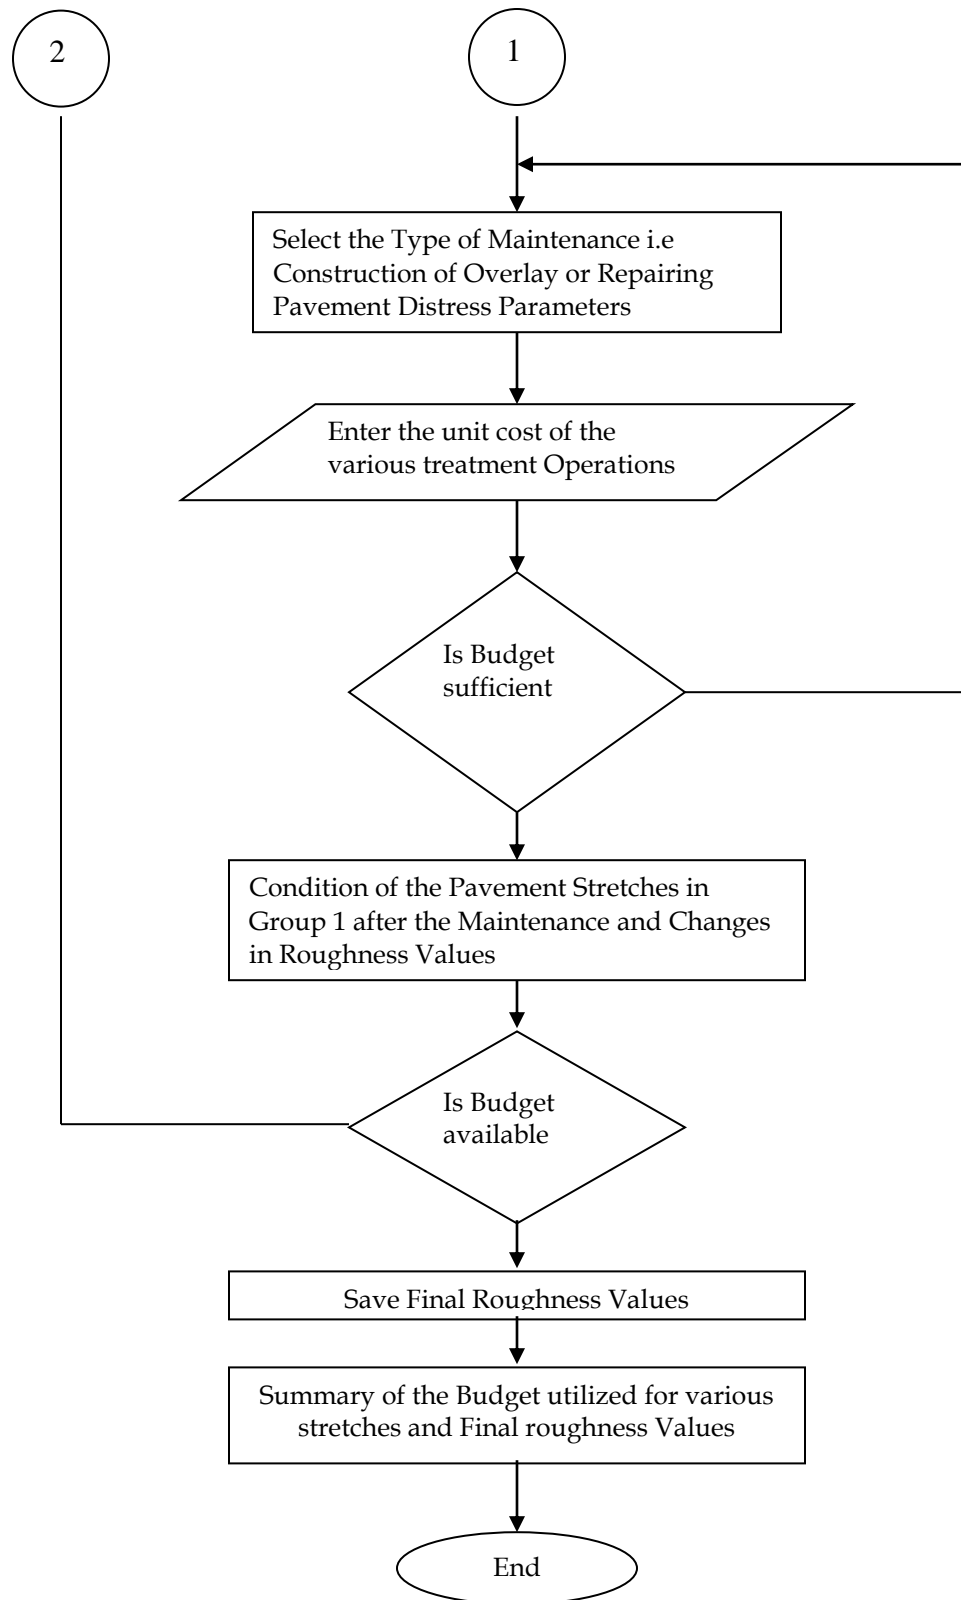 2
1
Select the Type of Maintenance i.e
Construction of Overlay or Repairing
Pavement Distress Parameters
Enter the unit cost of the
various treatment Operations
Is Budget
sufficient
Condition of the Pavement Stretches in
Group 1 after the Maintenance and Changes
in Roughness Values
Is Budget
available
Save Final Roughness Values
Summary of the Budget utilized for various
stretches and Final roughness Values
End